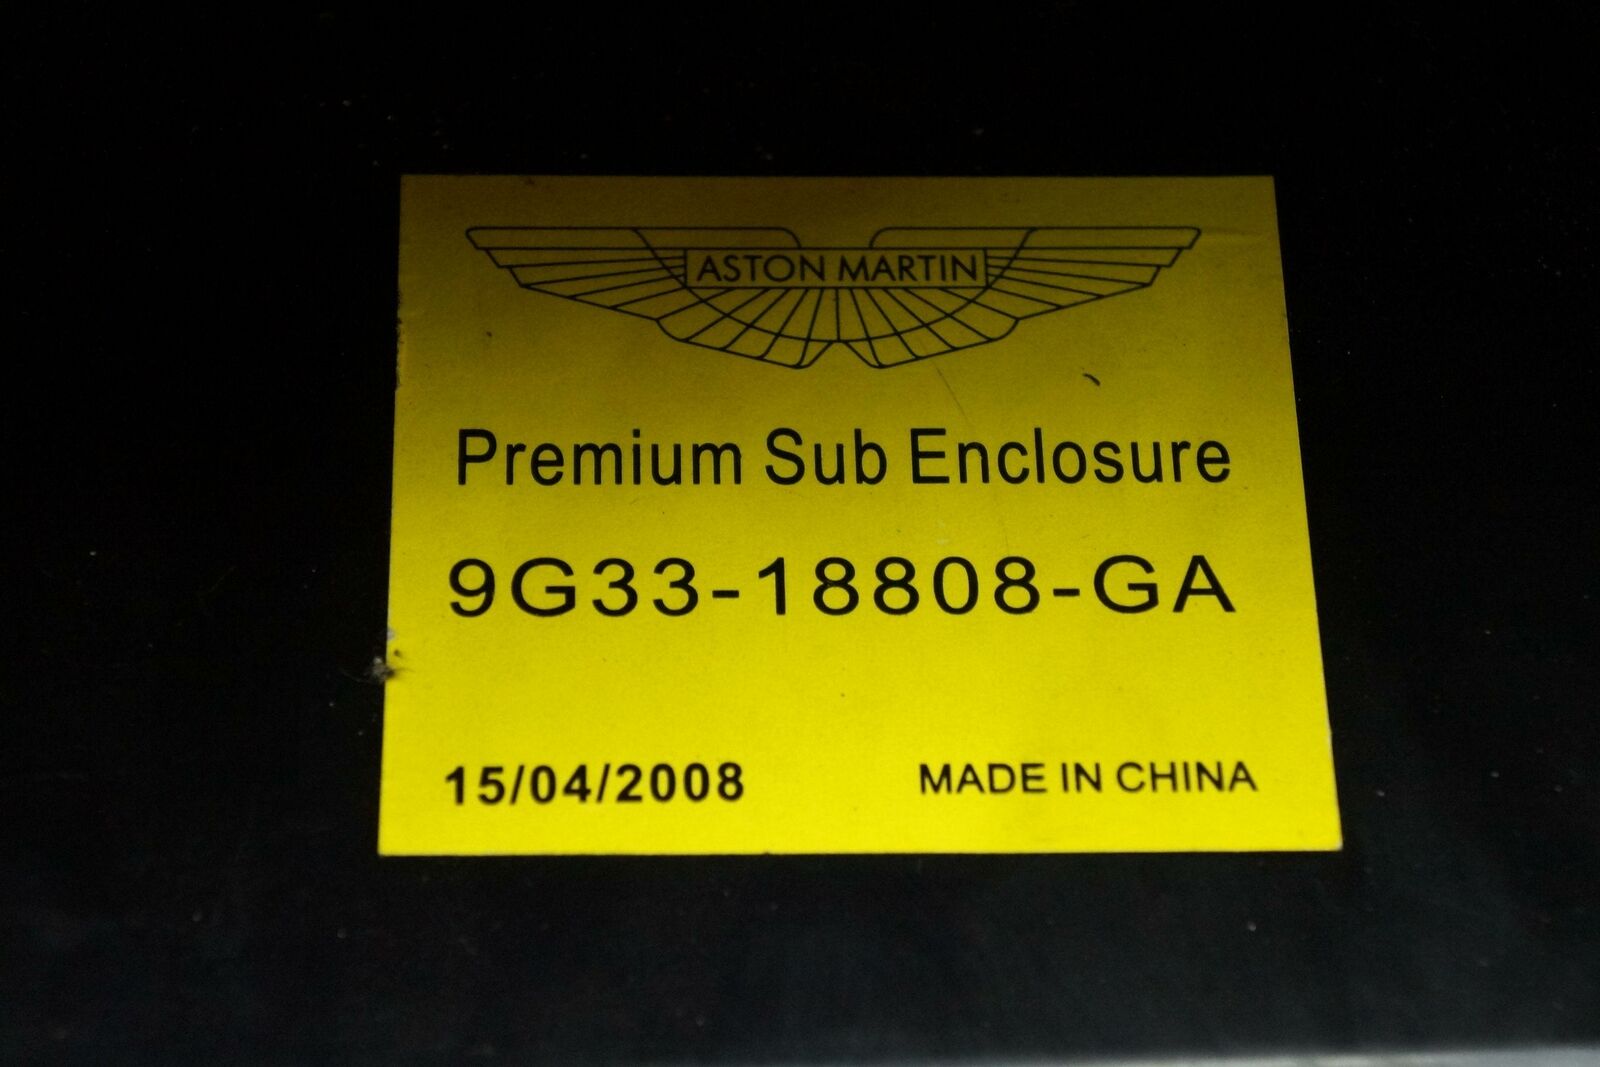 ASTON MARTIN
Premium Sub Enclosure
9G33-18808-GA
15/04/2008 MADE IN CHINA